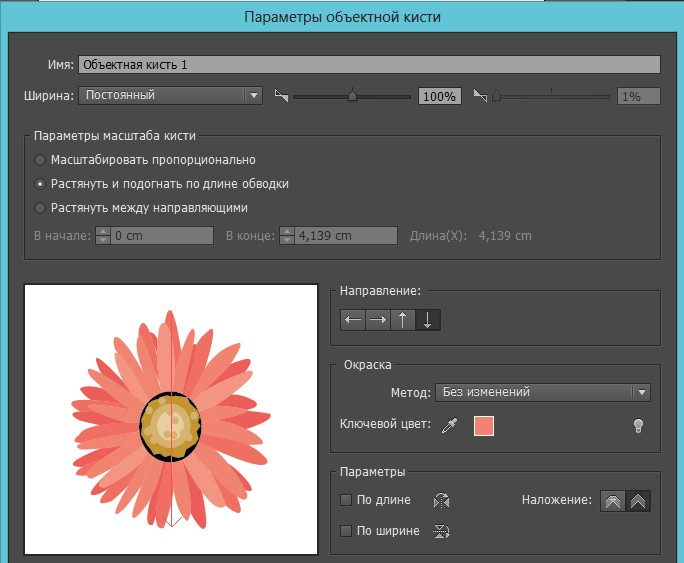 Параметры объектной кисти
Имя: Объектная кисть 1
Ширина: Постоянный 100% 1%
Параметры масштаба кисти
Масштабировать пропорционально
Растянуть и подогнать по длине обводки
Растянуть между направляющими
В начале: 0 cm В конце: 4,139 cm Длина(X): 4,139 cm
Направление:
Окраска
Метод: Без изменений
Ключевой цвет:
Параметры
По длине Наложение:
По ширине